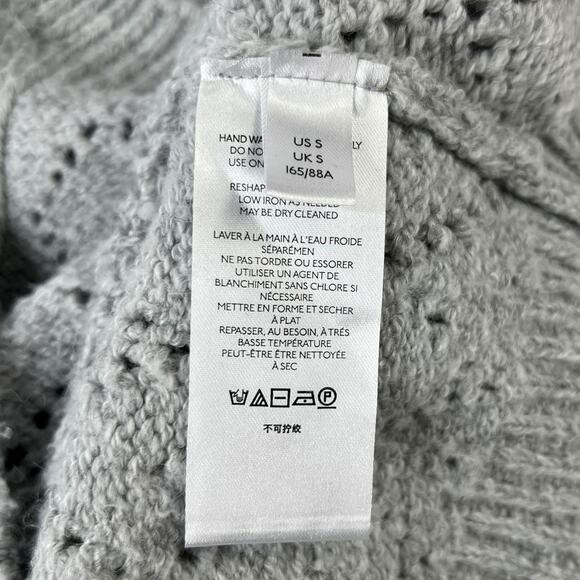 US S
UK S
165/88A
HAND WA LY
DO NO
USE ON
RESHAP
LOW IRON AS NEEDED
MAY BE DRY CLEANED
LAVER À LA MAIN À L'EAU FROIDE
SÉPARÉMEN
NE PAS TORDRE OU ESSORER
UTILISER UN AGENT DE
BLANCHIMENT SANS CHLORE SI
NÉCESSAIRE
METTRE EN FORME ET SECHER
À PLAT
REPASSER, AU BESOIN, À TRÉS
BASSE TEMPÉRATURE
PEUT-ÊTRE ÊTRE NETTOYÉE
À SEC
P
不可拧绞